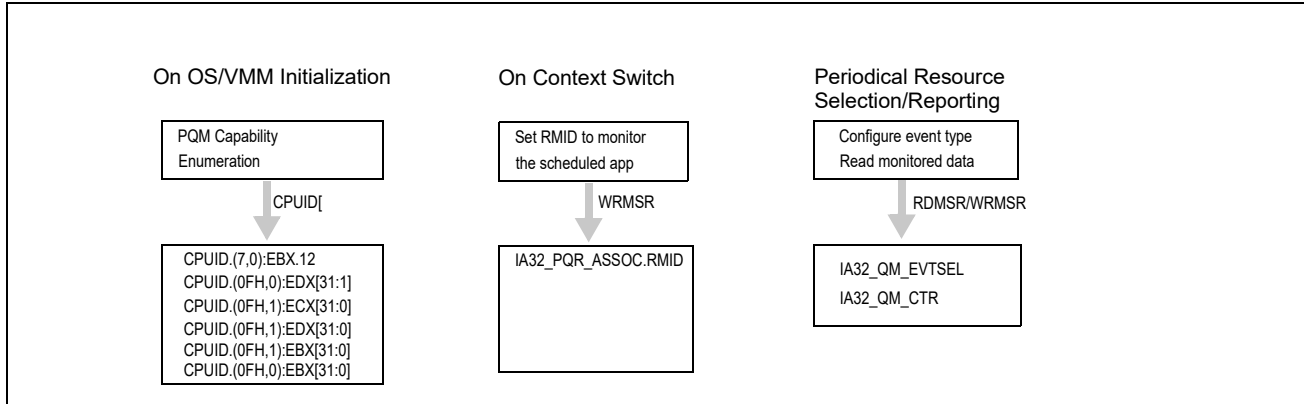 On OS/VMM Initialization
PQM Capability
Enumeration
CPUID[
CPUID.(7,0):EBX.12
CPUID.(0FH,0):EDX[31:1]
CPUID.(0FH,1):ECX[31:0]
CPUID.(0FH,1):EDX[31:0]
CPUID.(0FH,1):EBX[31:0]
CPUID.(0FH,0):EBX[31:0]
On Context Switch
Set RMID to monitor
the scheduled app
WRMSR
IA32_PQR_ASSOC.RMID
Periodical Resource
Selection/Reporting
Configure event type
Read monitored data
RDMSR/WRMSR
IA32_QM_EVTSEL
IA32_QM_CTR